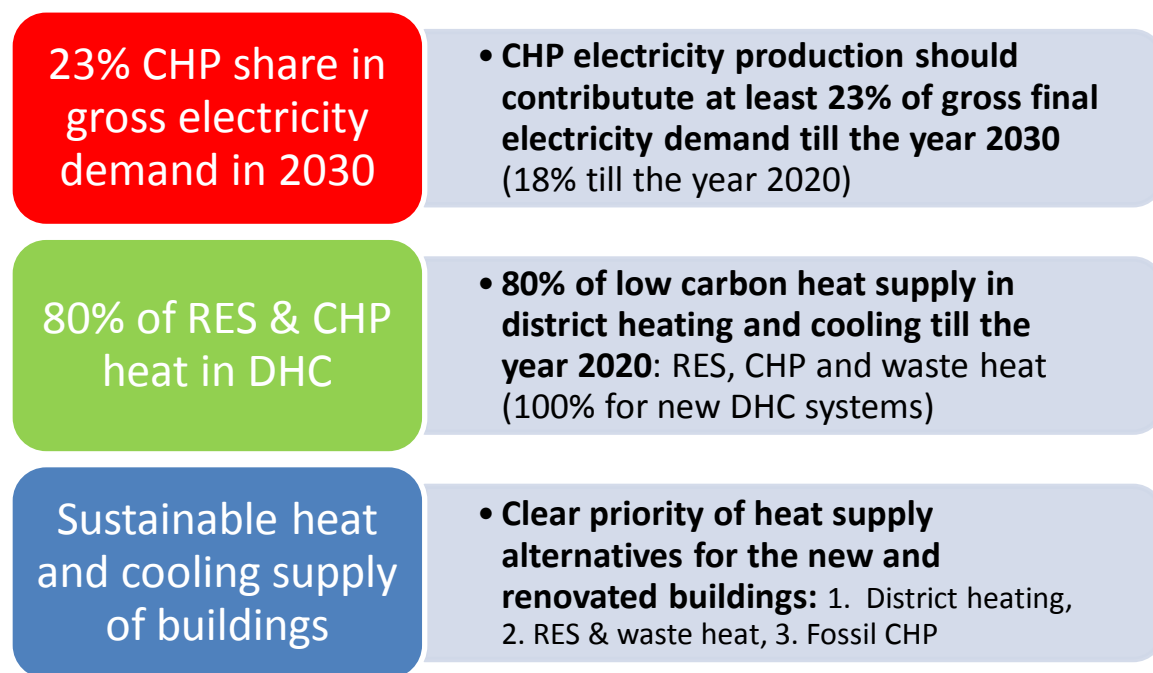 23% CHP share in
gross electricity
demand in 2030
• CHP electricity production should
contributute at least 23% of gross final
electricity demand till the year 2030
(18% till the year 2020)
80% of RES & CHP
heat in DHC
• 80% of low carbon heat supply in
district heating and cooling till the
year 2020: RES, CHP and waste heat
(100% for new DHC systems)
Sustainable heat
and cooling supply
of buildings
• Clear priority of heat supply
alternatives for the new and
renovated buildings: 1. District heating,
2. RES & waste heat, 3. Fossil CHP